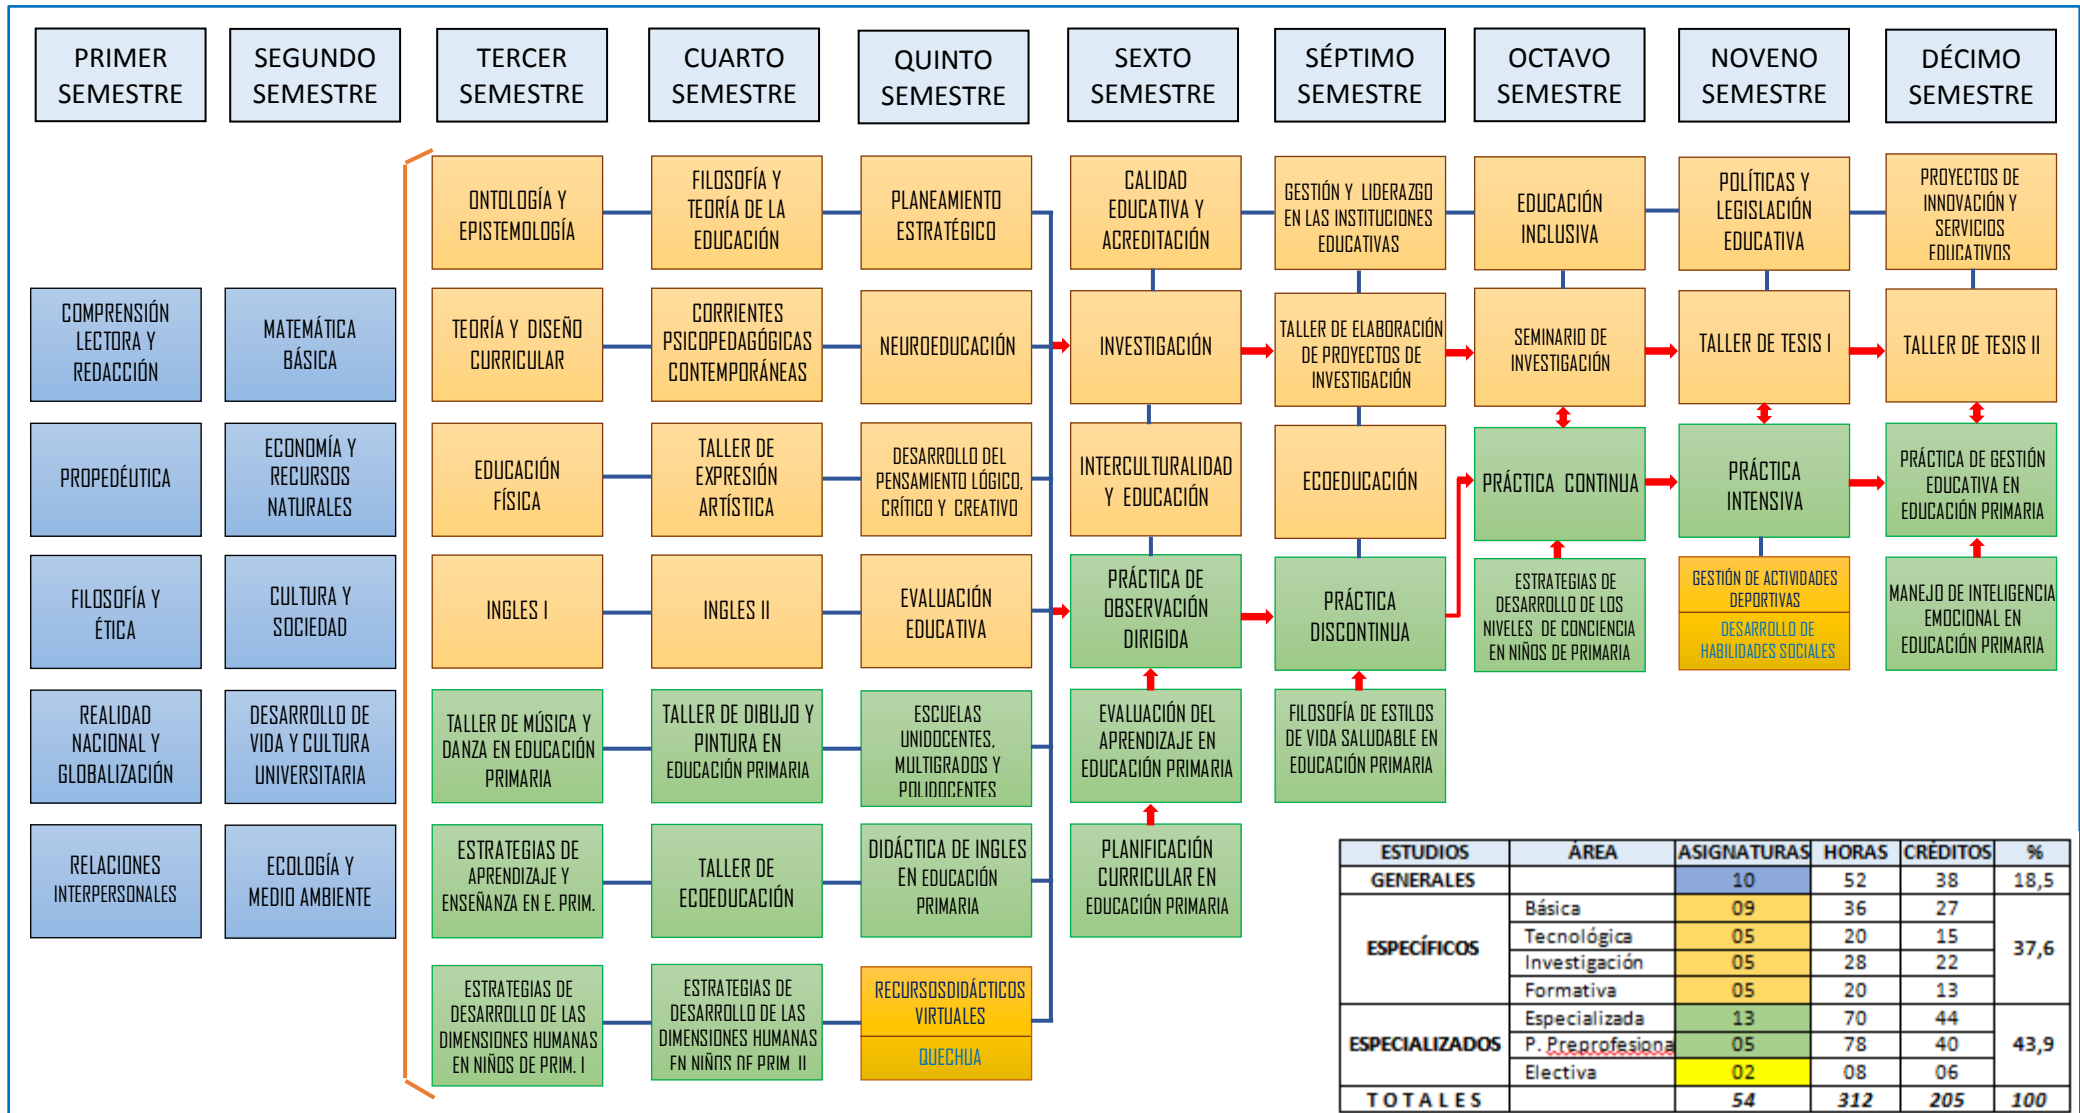 PRIMER
SEMESTRE
SEGUNDO
SEMESTRE
TERCER
SEMESTRE
CUARTO
SEMESTRE
QUINTO
SEMESTRE
SEXTO
SEMESTRE
SÉPTIMO
SEMESTRE
OCTAVO
SEMESTRE
NOVENO
SEMESTRE
DÉCIMO
SEMESTRE
ONTOLOGÍA Y
EPISTEMOLOGÍA
FILOSOFÍA Y
TEORÍA DE LA
EDUCACIÓN
PLANEAMIENTO
ESTRATÉGICO
CALIDAD
EDUCATIVA Y
ACREDITACIÓN
GESTIÓN Y LIDERAZGO
EN LAS INSTITUCIONES
EDUCATIVAS
EDUCACIÓN
INCLUSIVA
POLÍTICAS Y
LEGISLACIÓN
EDUCATIVA
PROYECTOS DE
INNOVACIÓN Y
SERVICIOS
EDUCATIVOS
COMPRENSIÓN
LECTORA Y
REDACCIÓN
MATEMÁTICA
BÁSICA
TEORÍA Y DISEÑO
CURRICULAR
CORRIENTES
PSICOPEDAGÓGICAS
CONTEMPORÁNEAS
NEUROEDUCACIÓN
INVESTIGACIÓN
TALLER DE ELABORACIÓN
DE PROYECTOS DE
INVESTIGACIÓN
SEMINARIO DE
INVESTIGACIÓN
TALLER DE TESIS I
TALLER DE TESIS II
PROPEDÉUTICA
ECONOMÍA Y
RECURSOS
NATURALES
EDUCACIÓN
FÍSICA
TALLER DE
EXPRESIÓN
ARTÍSTICA
DESARROLLO DEL
PENSAMIENTO LÓGICO,
CRÍTICO Y CREATIVO
INTERCULTURALIDAD
Y EDUCACIÓN
ECOEDUCACIÓN
PRÁCTICA CONTINUA
PRÁCTICA
INTENSIVA
PRÁCTICA DE GESTIÓN
EDUCATIVA EN
EDUCACIÓN PRIMARIA
FILOSOFÍA Y
ÉTICA
CULTURA Y
SOCIEDAD
INGLES I
INGLES II
EVALUACIÓN
EDUCATIVA
PRÁCTICA DE
OBSERVACIÓN
DIRIGIDA
PRÁCTICA
DISCONTINUA
ESTRATEGIAS DE
DESARROLLO DE LOS
NIVELES DE CONCIENCIA
EN NIÑOS DE PRIMARIA
GESTIÓN DE ACTIVIDADES
DEPORTIVAS
DESARROLLO DE
HABILIDADES SOCIALES
MANEJO DE INTELIGENCIA
EMOCIONAL EN
EDUCACIÓN PRIMARIA
REALIDAD
NACIONAL Y
GLOBALIZACIÓN
DESARROLLO DE
VIDA Y CULTURA
UNIVERSITARIA
TALLER DE MÚSICA Y
DANZA EN EDUCACIÓN
PRIMARIA
TALLER DE DIBUJO Y
PINTURA EN
EDUCACIÓN PRIMARIA
ESCUELAS
UNIDOCENTES,
MULTIGRADOS Y
POLIDOCENTES
EVALUACIÓN DEL
APRENDIZAJE EN
EDUCACIÓN PRIMARIA
FILOSOFÍA DE ESTILOS
DE VIDA SALUDABLE EN
EDUCACIÓN PRIMARIA
RELACIONES
INTERPERSONALES
ECOLOGÍA Y
MEDIO AMBIENTE
ESTRATEGIAS DE
APRENDIZAJE Y
ENSEÑANZA EN E. PRIM.
TALLER DE
ECOEDUCACIÓN
DIDÁCTICA DE INGLES
EN EDUCACIÓN
PRIMARIA
PLANIFICACIÓN
CURRICULAR EN
EDUCACIÓN PRIMARIA
ESTRATEGIAS DE
DESARROLLO DE LAS
DIMENSIONES HUMANAS
EN NIÑOS DE PRIM. I
ESTRATEGIAS DE
DESARROLLO DE LAS
DIMENSIONES HUMANAS
EN NIÑOS DE PRIM II
RECURSOSDIDÁCTICOS
VIRTUALES
QUECHUA
ESTUDIOS ÁREA ASIGNATURAS HORAS CRÉDITOS %
GENERALES 10 52 38 18,5
ESPECÍFICOS Básica 09 36 27 37,6
Tecnológica 05 20 15
Investigación 05 28 22
Formativa 05 20 13
ESPECIALIZADOS Especializada 13 70 44 43,9
P. Preprofesiona 05 78 40
Electiva 02 08 06
TOTALES 54 312 205 100